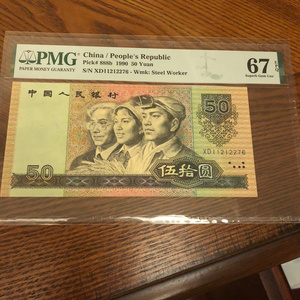 PMG
PAPER MONEY GUARANTY
China / People's Republic
Pick# 888b 1990 50 Yuan
S/N XD11212276 - Wmk: Steel Worker
67 EPQ
Superb Gem Unc
中国人民银行
50
50
伍拾圆
XD11212276